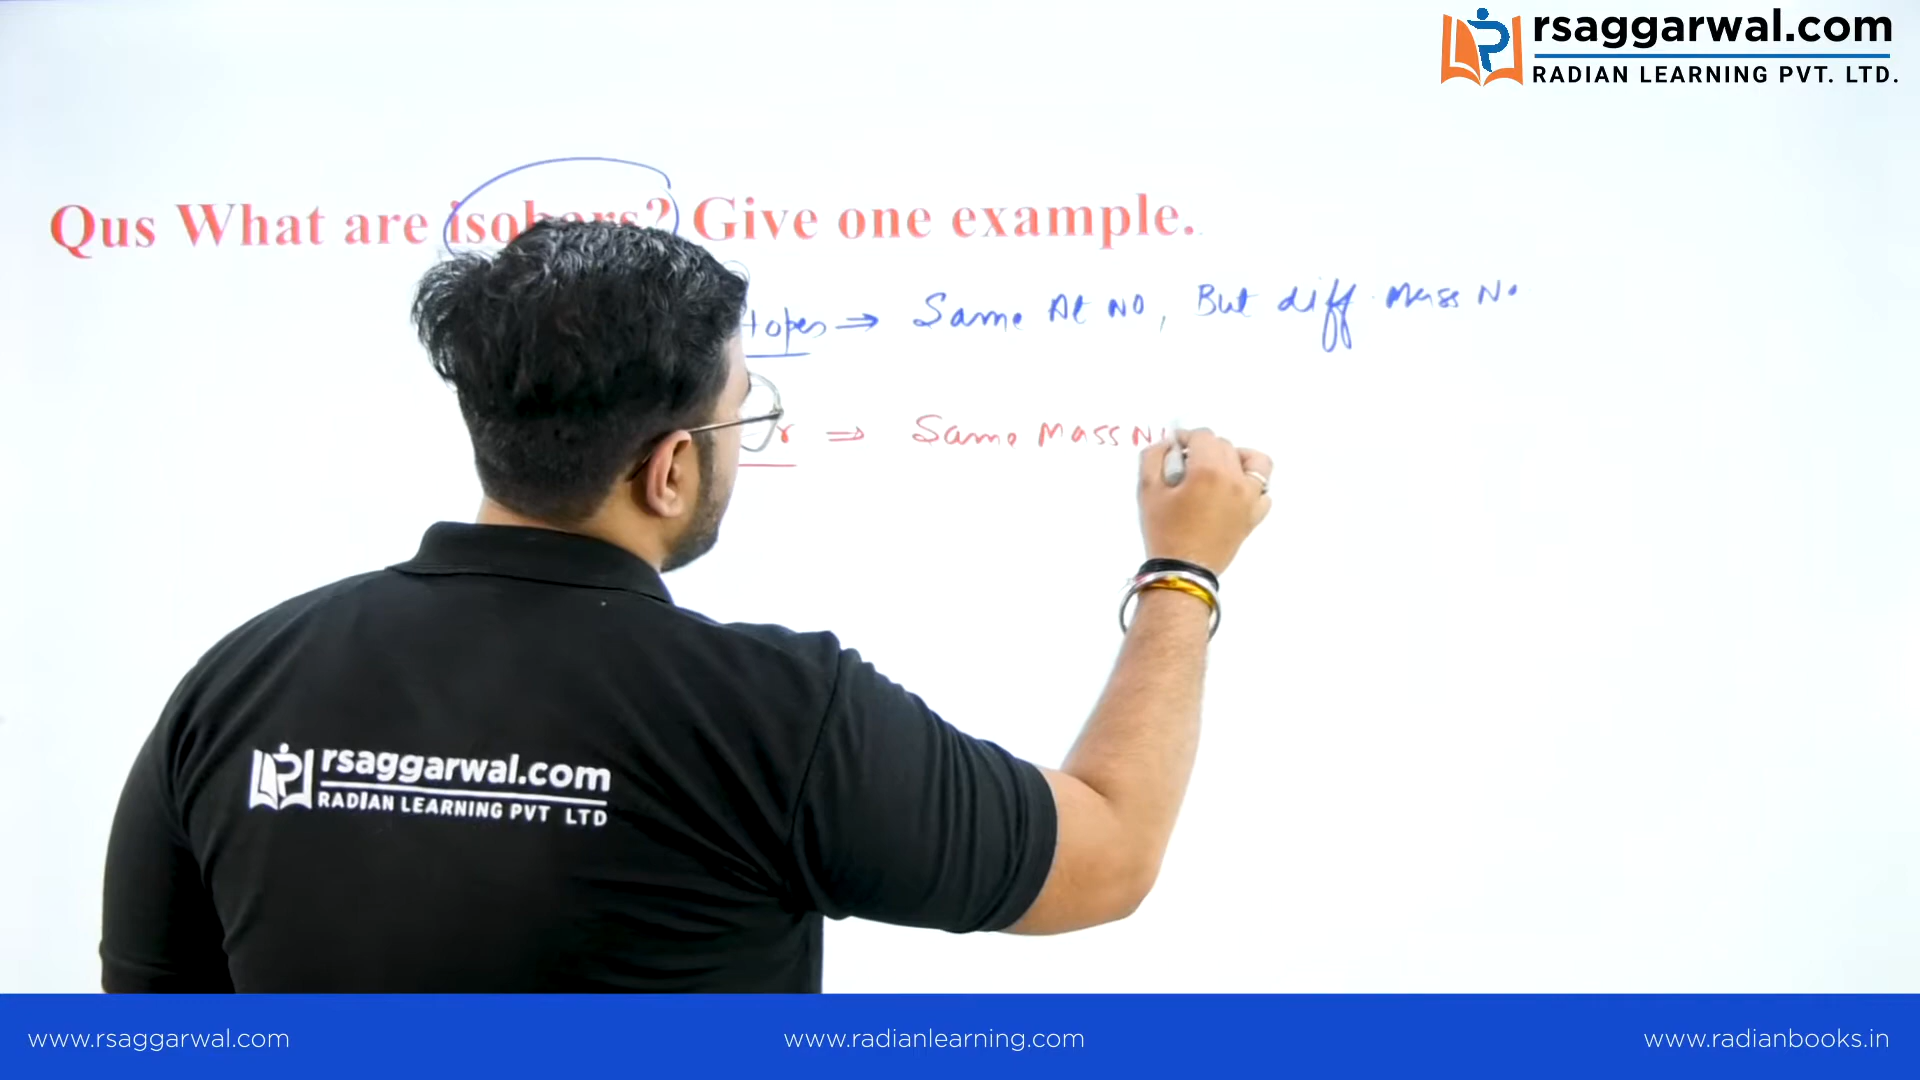 rsaggarwal.com
RADIAN LEARNING PVT. LTD.
Qus What are isobars? Give one example.
topes ⇒ Same At NO, But diff. Mass No
r ⇒ Same Mass N
rsaggarwal.com
RADIAN LEARNING PVT LTD
www.rsaggarwal.com
www.radianlearning.com
www.radianbooks.in